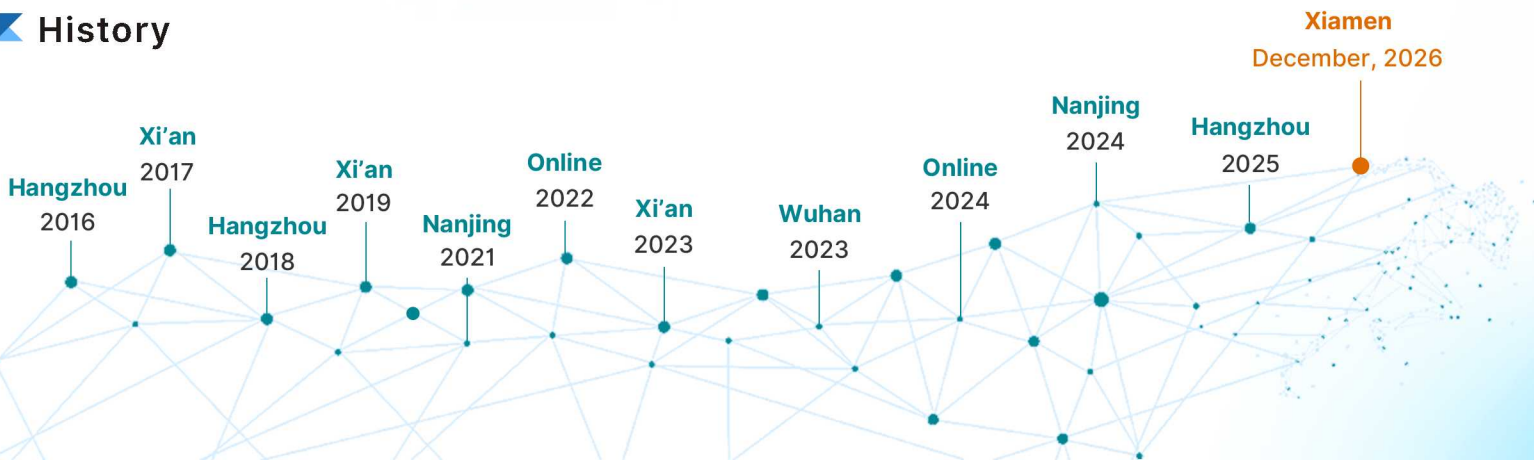 History
Hangzhou
2016
Xi’an
2017
Hangzhou
2018
Xi’an
2019
Nanjing
2021
Online
2022
Xi’an
2023
Wuhan
2023
Online
2024
Nanjing
2024
Hangzhou
2025
Xiamen
December, 2026